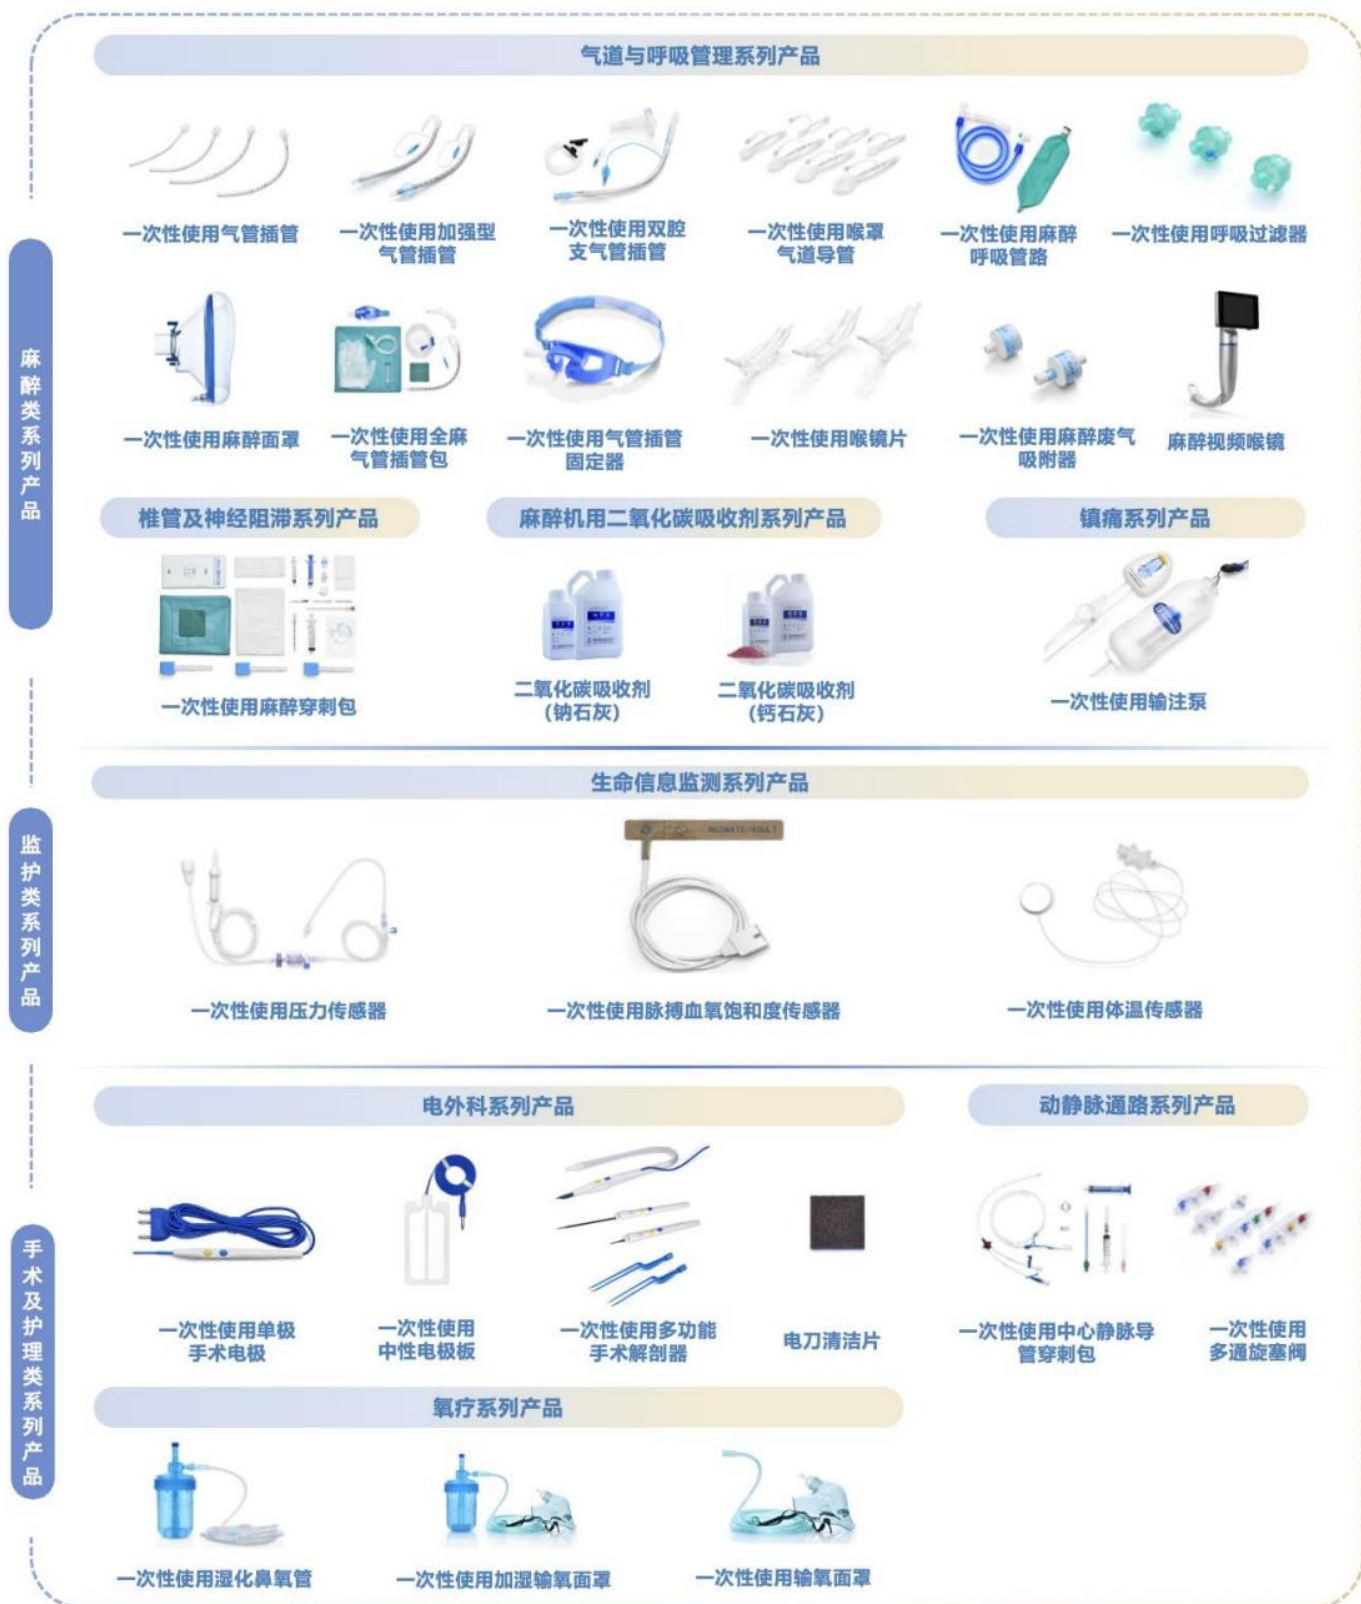 气道与呼吸管理系列产品
一次性使用气管插管
一次性使用加强型
气管插管
一次性使用双腔
支气管插管
一次性使用喉罩
气道导管
一次性使用麻醉
呼吸管路
一次性使用呼吸过滤器
麻醉类系列产品
一次性使用麻醉面罩
一次性使用全麻
气管插管包
一次性使用气管插管
固定器
一次性使用喉镜片
一次性使用麻醉废气
吸附器
麻醉视频喉镜
椎管及神经阻滞系列产品
麻醉机用二氧化碳吸收剂系列产品
镇痛系列产品
一次性使用麻醉穿刺包
二氧化碳吸收剂
(钠石灰)
二氧化碳吸收剂
(钙石灰)
一次性使用输注泵
生命信息监测系列产品
监护类系列产品
NEONATE/ADULT
一次性使用压力传感器
一次性使用脉搏血氧饱和度传感器
一次性使用体温传感器
电外科系列产品
动静脉通路系列产品
手术及护理类系列产品
一次性使用单极
手术电极
一次性使用
中性电极板
一次性使用多功能
手术解剖器
电刀清洁片
一次性使用中心静脉导
管穿刺包
一次性使用
多通旋塞阀
氧疗系列产品
一次性使用湿化鼻氧管
一次性使用加湿输氧面罩
一次性使用输氧面罩